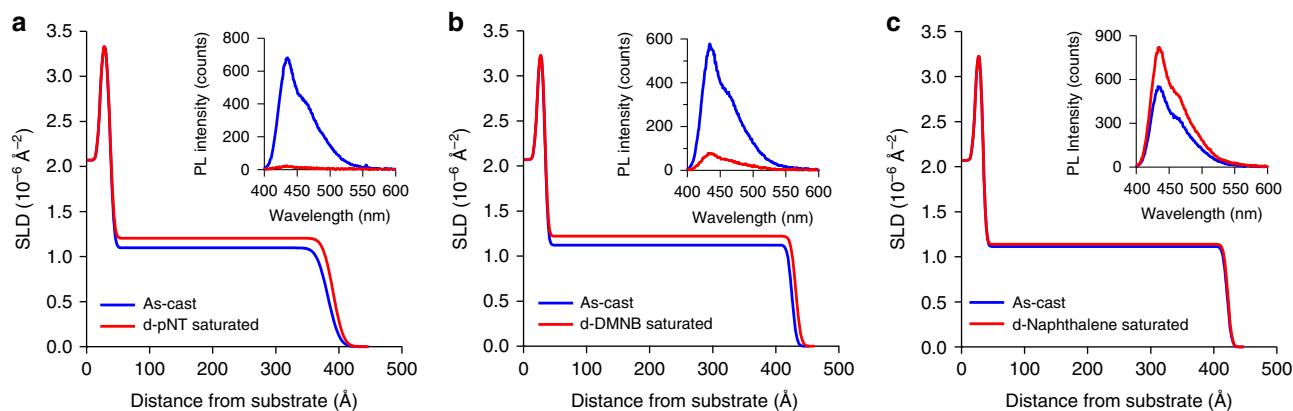 a
SLD (10⁻⁶ Å⁻²)
3.5
3.0
2.5
2.0
1.5
1.0
0.5
0.0
0 100 200 300 400 500
Distance from substrate (Å)
As-cast
d-pNT saturated
PL intensity (counts)
800
600
400
200
0
400 450 500 550 600
Wavelength (nm)
b
SLD (10⁻⁶ Å⁻²)
3.5
3.0
2.5
2.0
1.5
1.0
0.5
0.0
0 100 200 300 400 500
Distance from substrate (Å)
As-cast
d-DMNB saturated
PL intensity (counts)
600
400
200
0
400 450 500 550 600
Wavelength (nm)
c
SLD (10⁻⁶ Å⁻²)
3.5
3.0
2.5
2.0
1.5
1.0
0.5
0.0
0 100 200 300 400 500
Distance from substrate (Å)
As-cast
d-Naphthalene saturated
PL Intensity (counts)
900
600
300
0
400 450 500 550 600
Wavelength (nm)